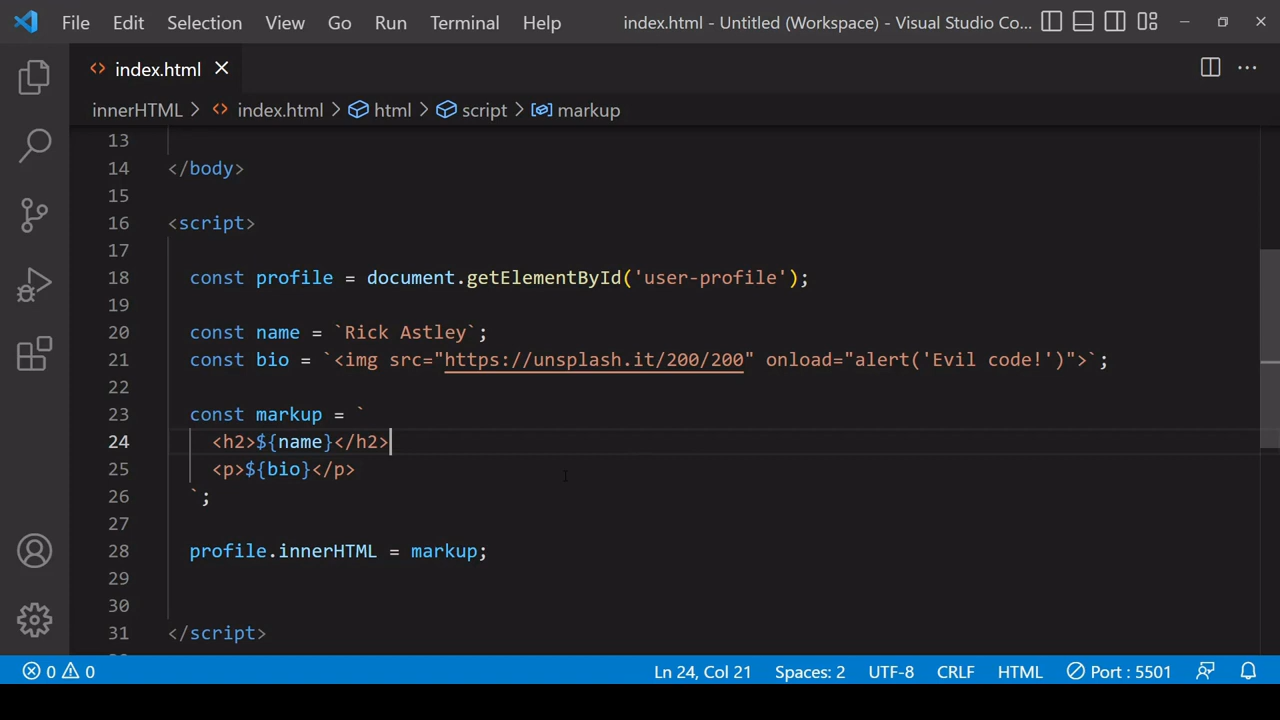 File Edit Selection View Go Run Terminal Help index.html - Untitled (Workspace) - Visual Studio Co...
index.html
innerHTML > index.html > html > script > markup
13
14 </body>
15
16 <script>
17
18 const profile = document.getElementById('user-profile');
19
20 const name = `Rick Astley`;
21 const bio = `<img src="https://unsplash.it/200/200" onload="alert('Evil code!')">`;
22
23 const markup = `
24 <h2>${name}</h2>
25 <p>${bio}</p>
26 `;
27
28 profile.innerHTML = markup;
29
30
31 </script>
0 0 Ln 24, Col 21 Spaces: 2 UTF-8 CRLF HTML Port : 5501